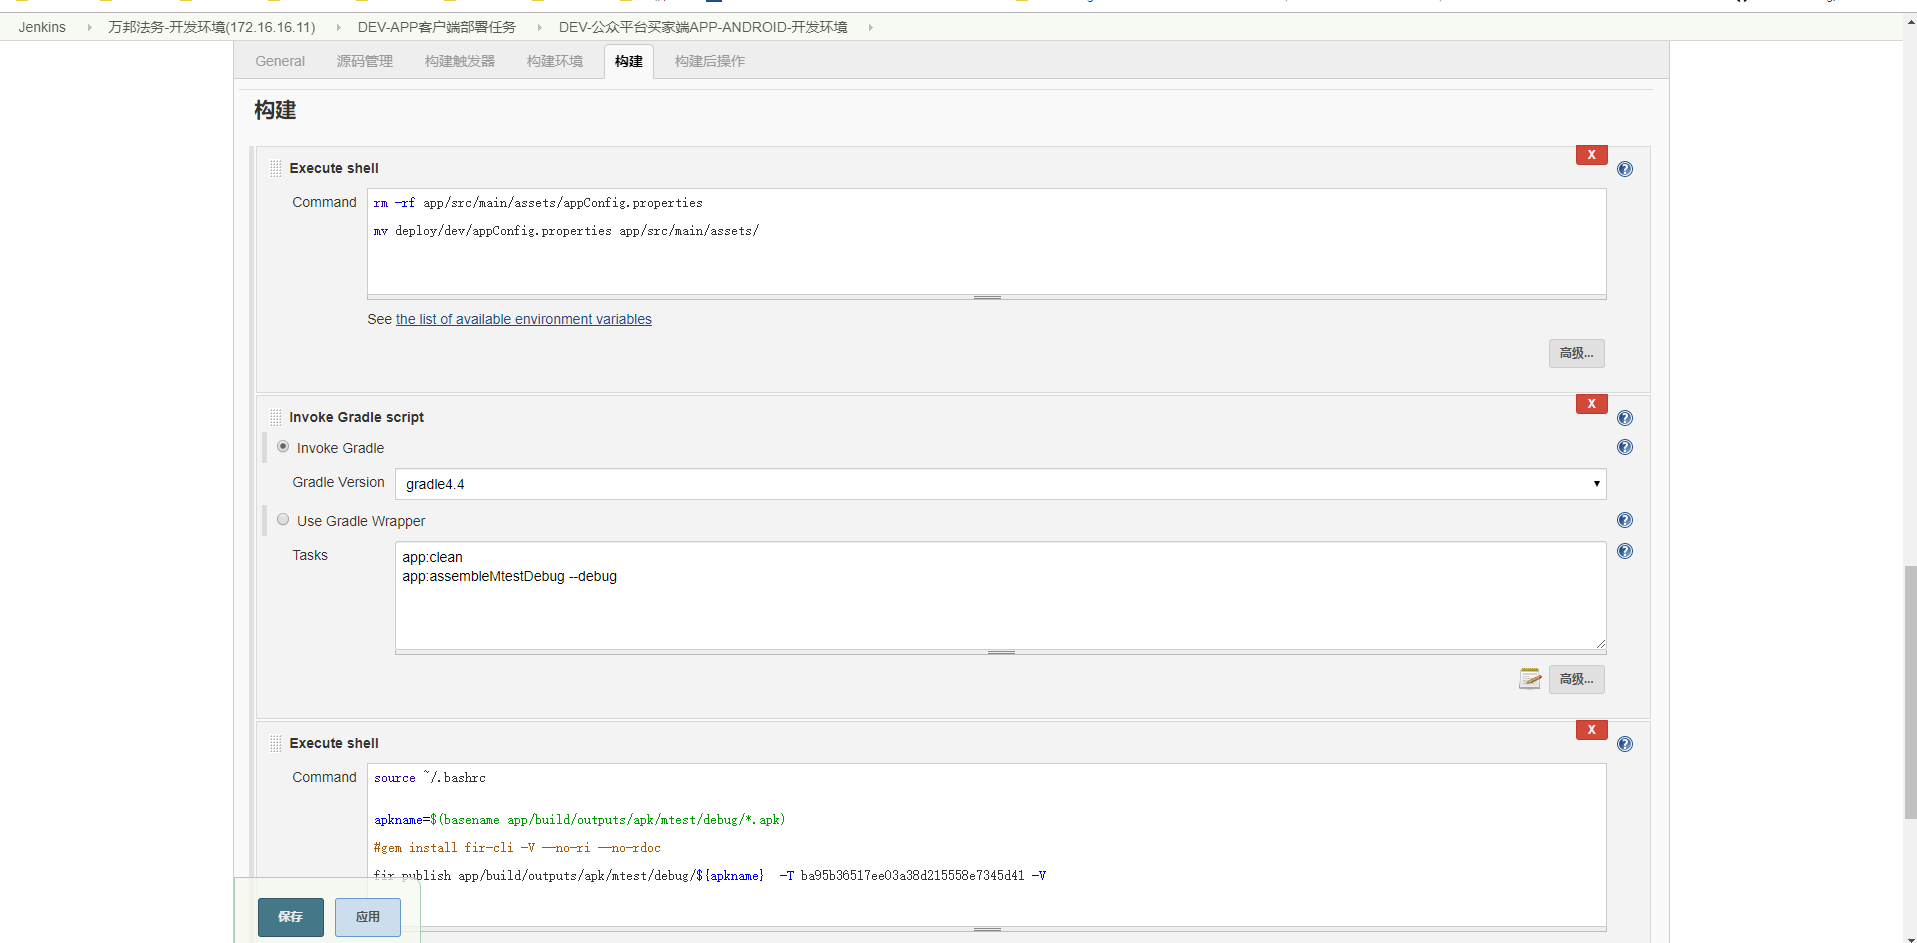 Jenkins 万邦法务-开发环境(172.16.16.11) DEV-APP客户端部署任务 DEV-公众平台买家端APP-ANDROID-开发环境
General 源码管理 构建触发器 构建环境 构建 构建后操作
构建
X
Execute shell
Command
rm -rf app/src/main/assets/appConfig.properties
mv deploy/dev/appConfig.properties app/src/main/assets/
See the list of available environment variables
高级...
X
Invoke Gradle script
Invoke Gradle
Gradle Version gradle4.4
Use Gradle Wrapper
Tasks
app:clean
app:assembleMtestDebug --debug
高级...
X
Execute shell
Command
source ~/.bashrc
apkname=$(basename app/build/outputs/apk/mtest/debug/*.apk)
#gem install fir-cli -V --no-ri --no-rdoc
fir publish app/build/outputs/apk/mtest/debug/${apkname} -T ba95b36517ee03a38d215558e7345d41 -V
保存 应用